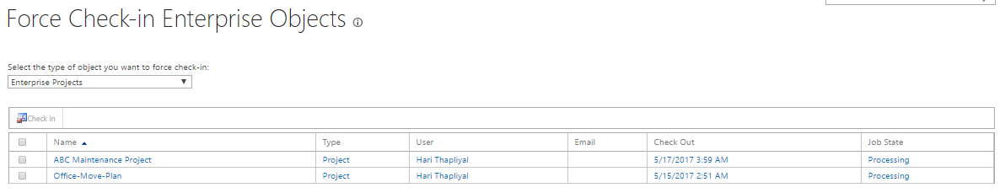 Force Check-in Enterprise Objects
Select the type of object you want to force check-in:
Enterprise Projects
Check In
Name Type User Email Check Out Job State
ABC Maintenance Project Project Hari Thapliyal 5/17/2017 3:59 AM Processing
Office-Move-Plan Project Hari Thapliyal 5/15/2017 2:51 AM Processing